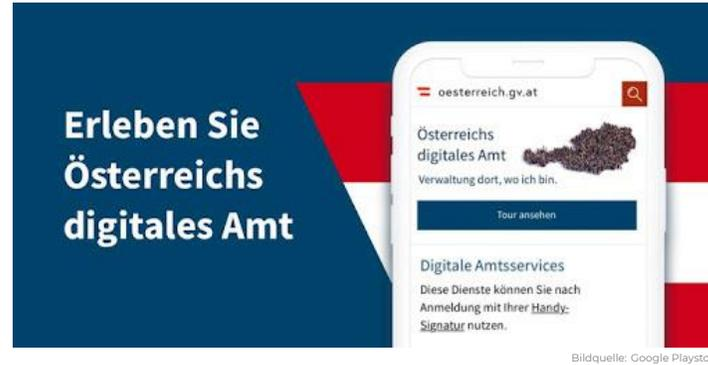 Erleben Sie
Österreichs
digitales Amt
oesterreich.gv.at
Österreichs
digitales Amt
Verwaltung dort, wo ich bin.
Tour ansehen
Digitale Amtsservices
Diese Dienste können Sie nach
Anmeldung mit Ihrer Handy-
Signatur nutzen.
Bildquelle: Google Playsto